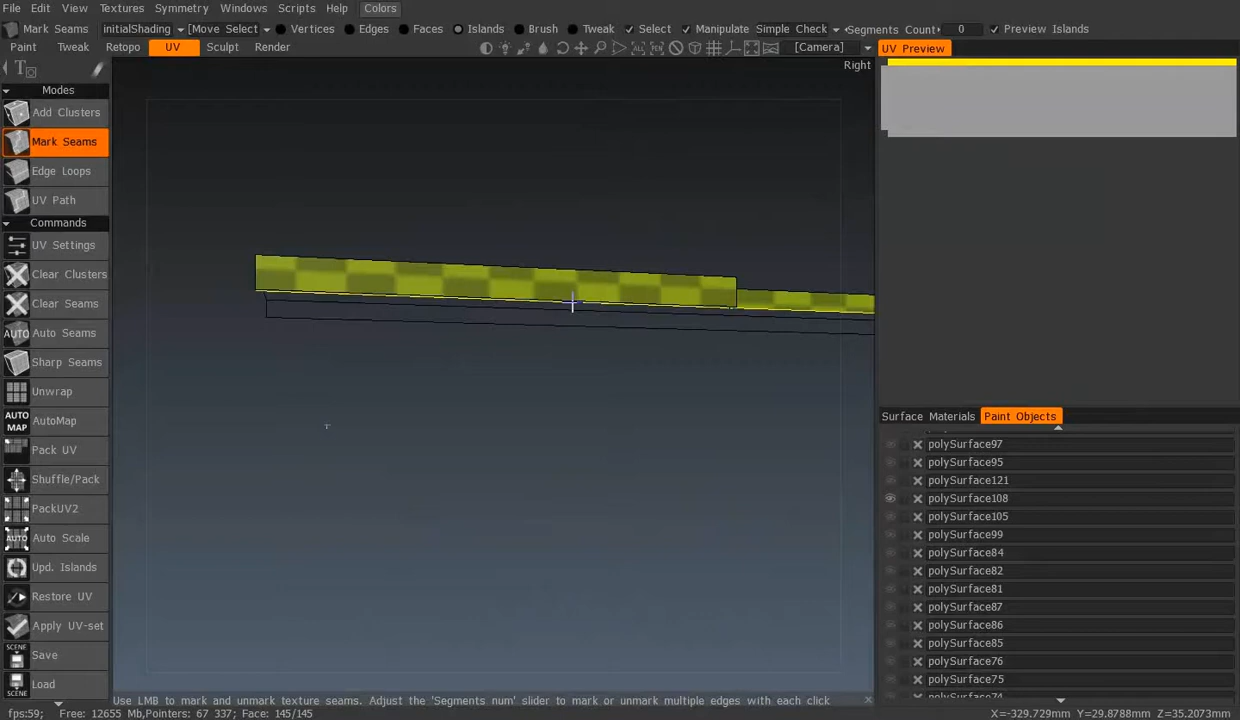 File Edit View Textures Symmetry Windows Scripts Help Colors
Mark Seams initialShading [Move Select] Vertices Edges Faces Islands Brush Tweak Select Manipulate Simple Check Segments Count 0 Preview Islands
Paint Tweak Retopo UV Sculpt Render [Camera] UV Preview
Right
Modes
Add Clusters
Mark Seams
Edge Loops
UV Path
Commands
UV Settings
Clear Clusters
Clear Seams
AUTO Auto Seams
Sharp Seams
Unwrap
AUTO MAP AutoMap
Pack UV
Shuffle/Pack
PackUV2
AUTO Auto Scale
Upd. Islands
Restore UV
Apply UV-set
SCENE Save
SCENE Load
Surface Materials Paint Objects
polySurface97
polySurface95
polySurface121
polySurface108
polySurface105
polySurface99
polySurface84
polySurface82
polySurface81
polySurface87
polySurface86
polySurface85
polySurface76
polySurface75
polySurface74
Use LMB to mark and unmark texture seams. Adjust the 'Segments num' slider to mark or unmark multiple edges with each click
fps:59; Free: 12655 Mb,Pointers: 67 337; Face: 145/145 X=-329.729mm Y=29.8788mm Z=35.2073mm